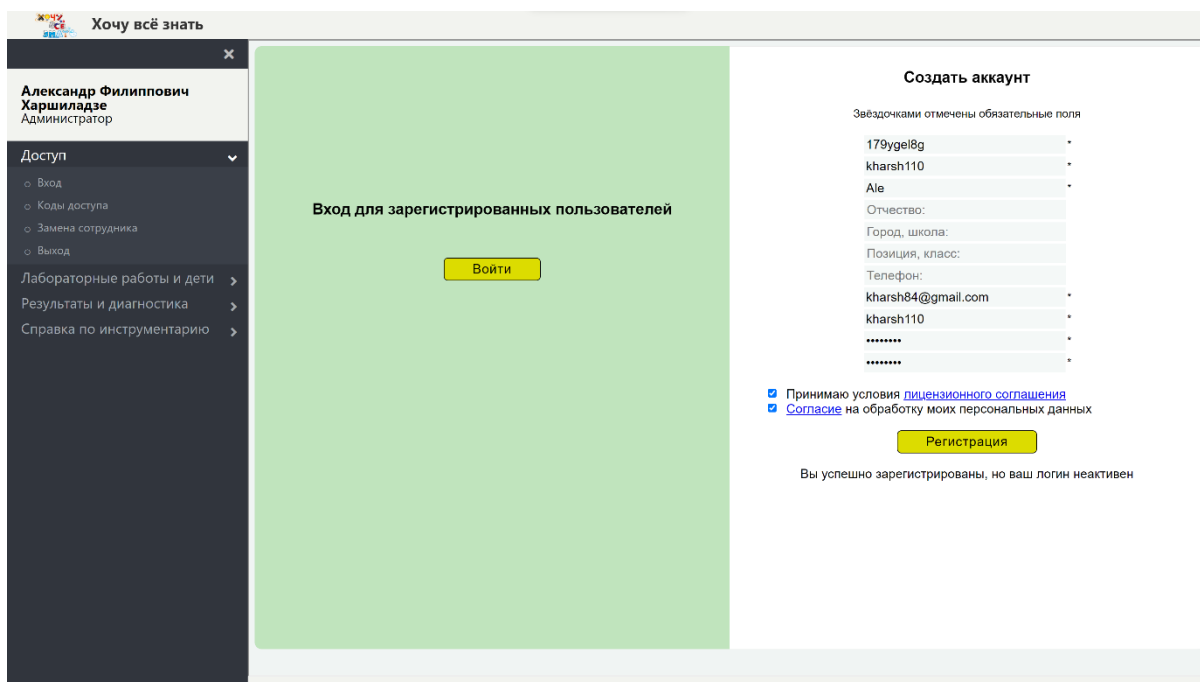 ХОЧУ
ВСЁ
ЗНАТЬ
Хочу всё знать
×
Александр Филиппович
Харшиладзе
Администратор
Доступ
Вход
Коды доступа
Замена сотрудника
Выход
Лабораторные работы и дети
Результаты и диагностика
Справка по инструментарию
Вход для зарегистрированных пользователей
Войти
Создать аккаунт
Звёздочками отмечены обязательные поля
179ygel8g *
kharsh110 *
Ale *
Отчество:
Город, школа:
Позиция, класс:
Телефон:
kharsh84@gmail.com *
kharsh110 *
•••••••• *
•••••••• *
Принимаю условия лицензионного соглашения
Согласие на обработку моих персональных данных
Регистрация
Вы успешно зарегистрированы, но ваш логин неактивен